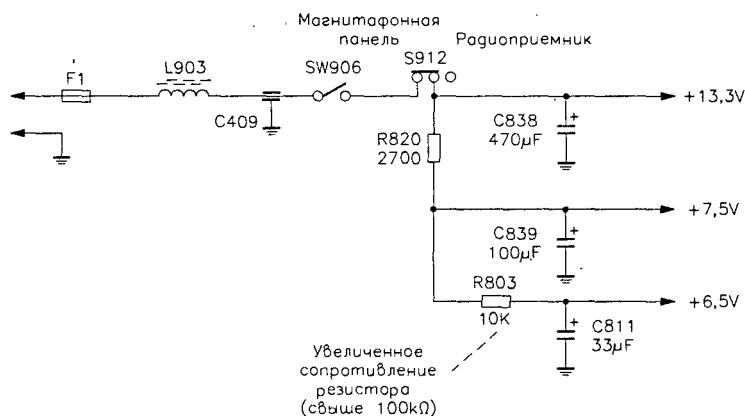 Магнитафонная
панель
Радиоприемник
F1
L903
SW906
S912
C409
+13,3V
R820
2700
C838
470µF
+
+7,5V
C839
100µF
+
R803
10K
+6,5V
+
C811
33µF
Увеличенное
сопротивление
резистора
(свыше 100kΩ)